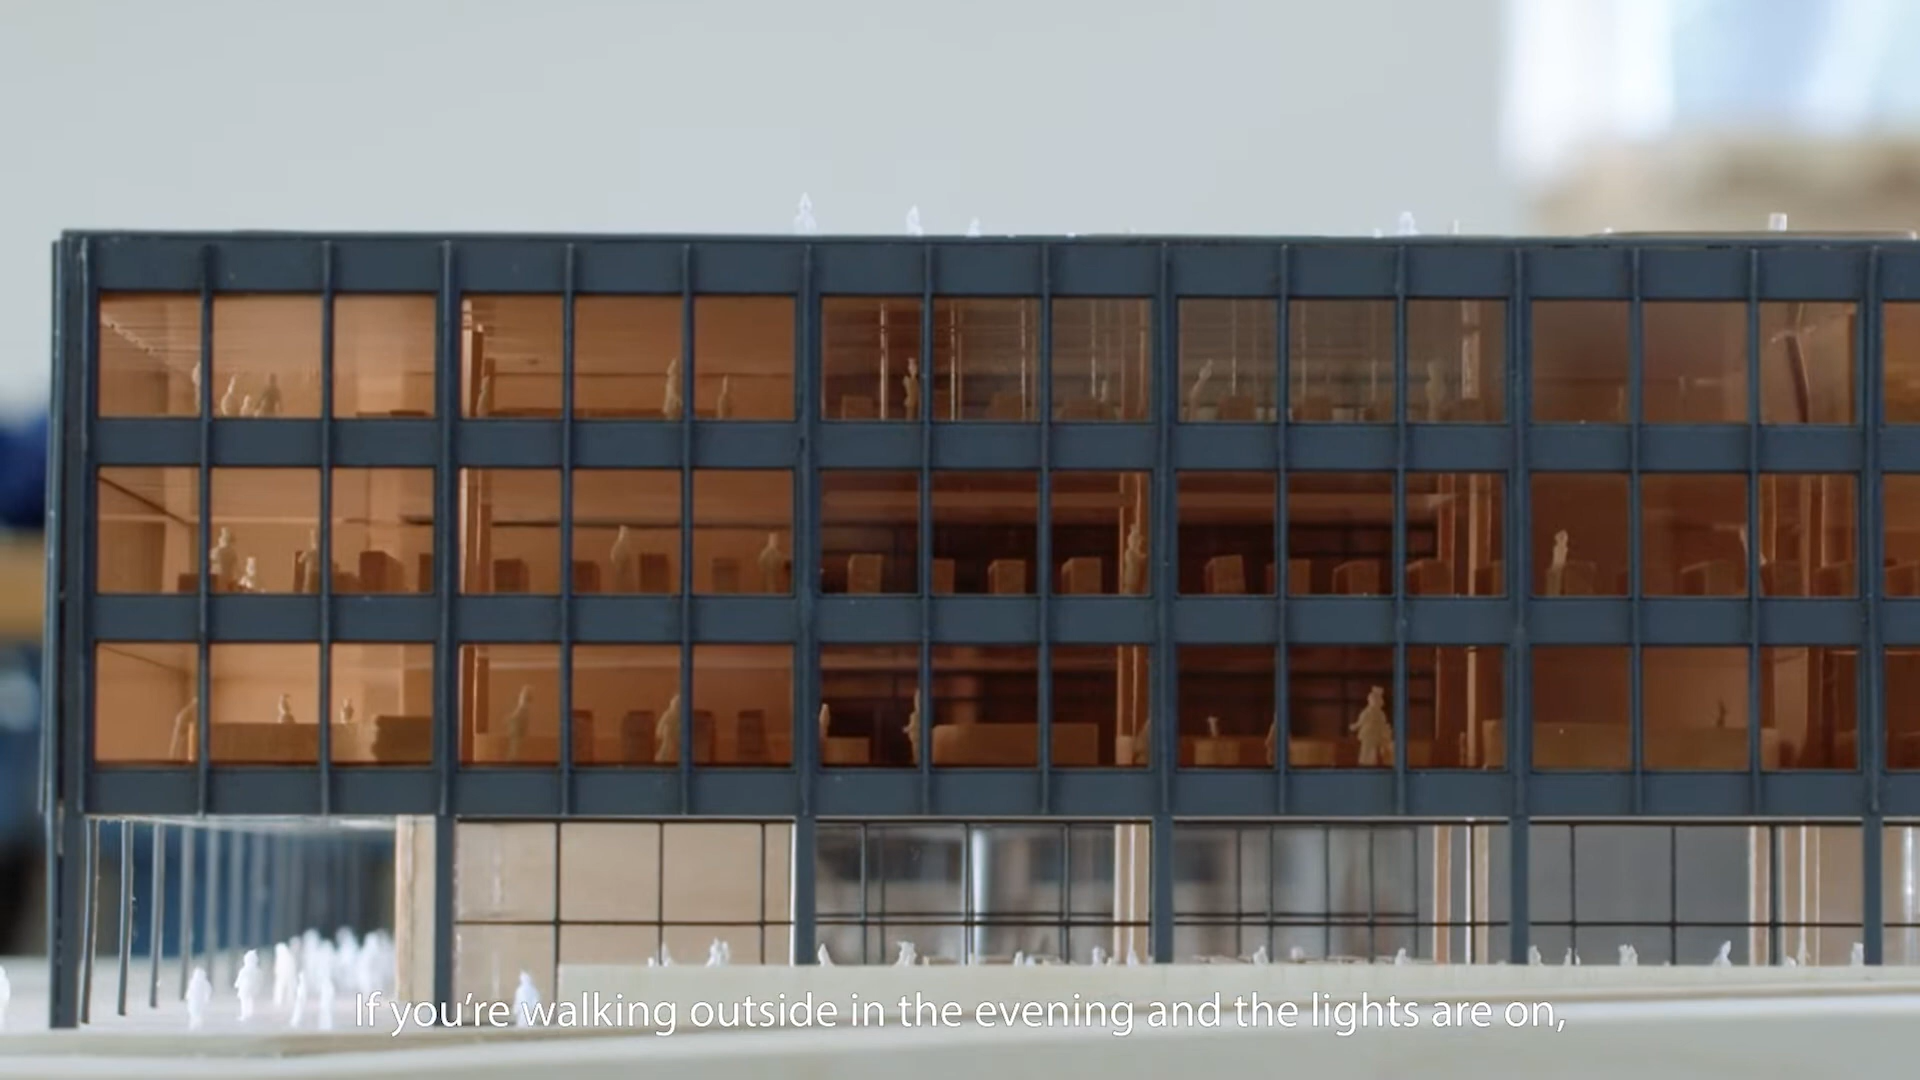 If you’re walking outside in the evening and the lights are on,